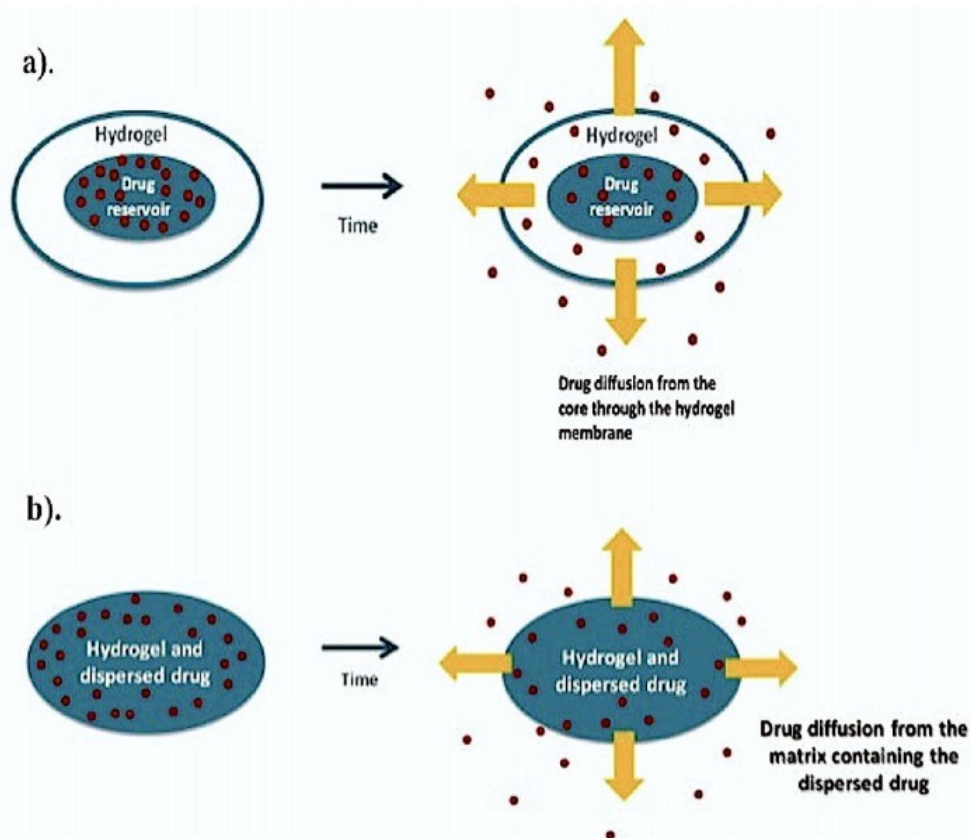 a).
Hydrogel
Drug
reservoir
Time
Hydrogel
Drug
reservoir
Drug diffusion from the
core through the hydrogel
membrane
b).
Hydrogel and
dispersed drug
Time
Hydrogel and
dispersed drug
Drug diffusion from the
matrix containing the
dispersed drug